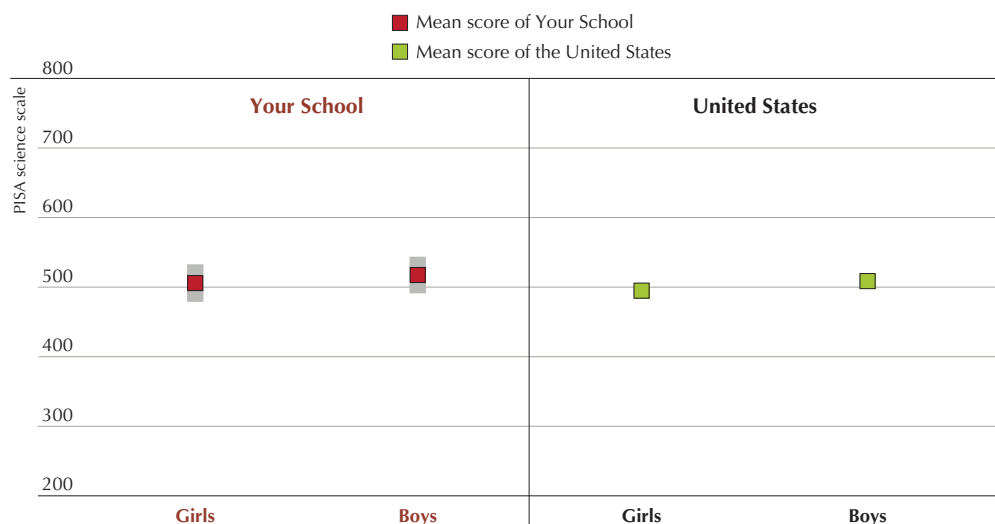 Mean score of Your School
Mean score of the United States
PISA science scale
800
Your School
United States
700
600
500
400
300
200
Girls
Boys
Girls
Boys